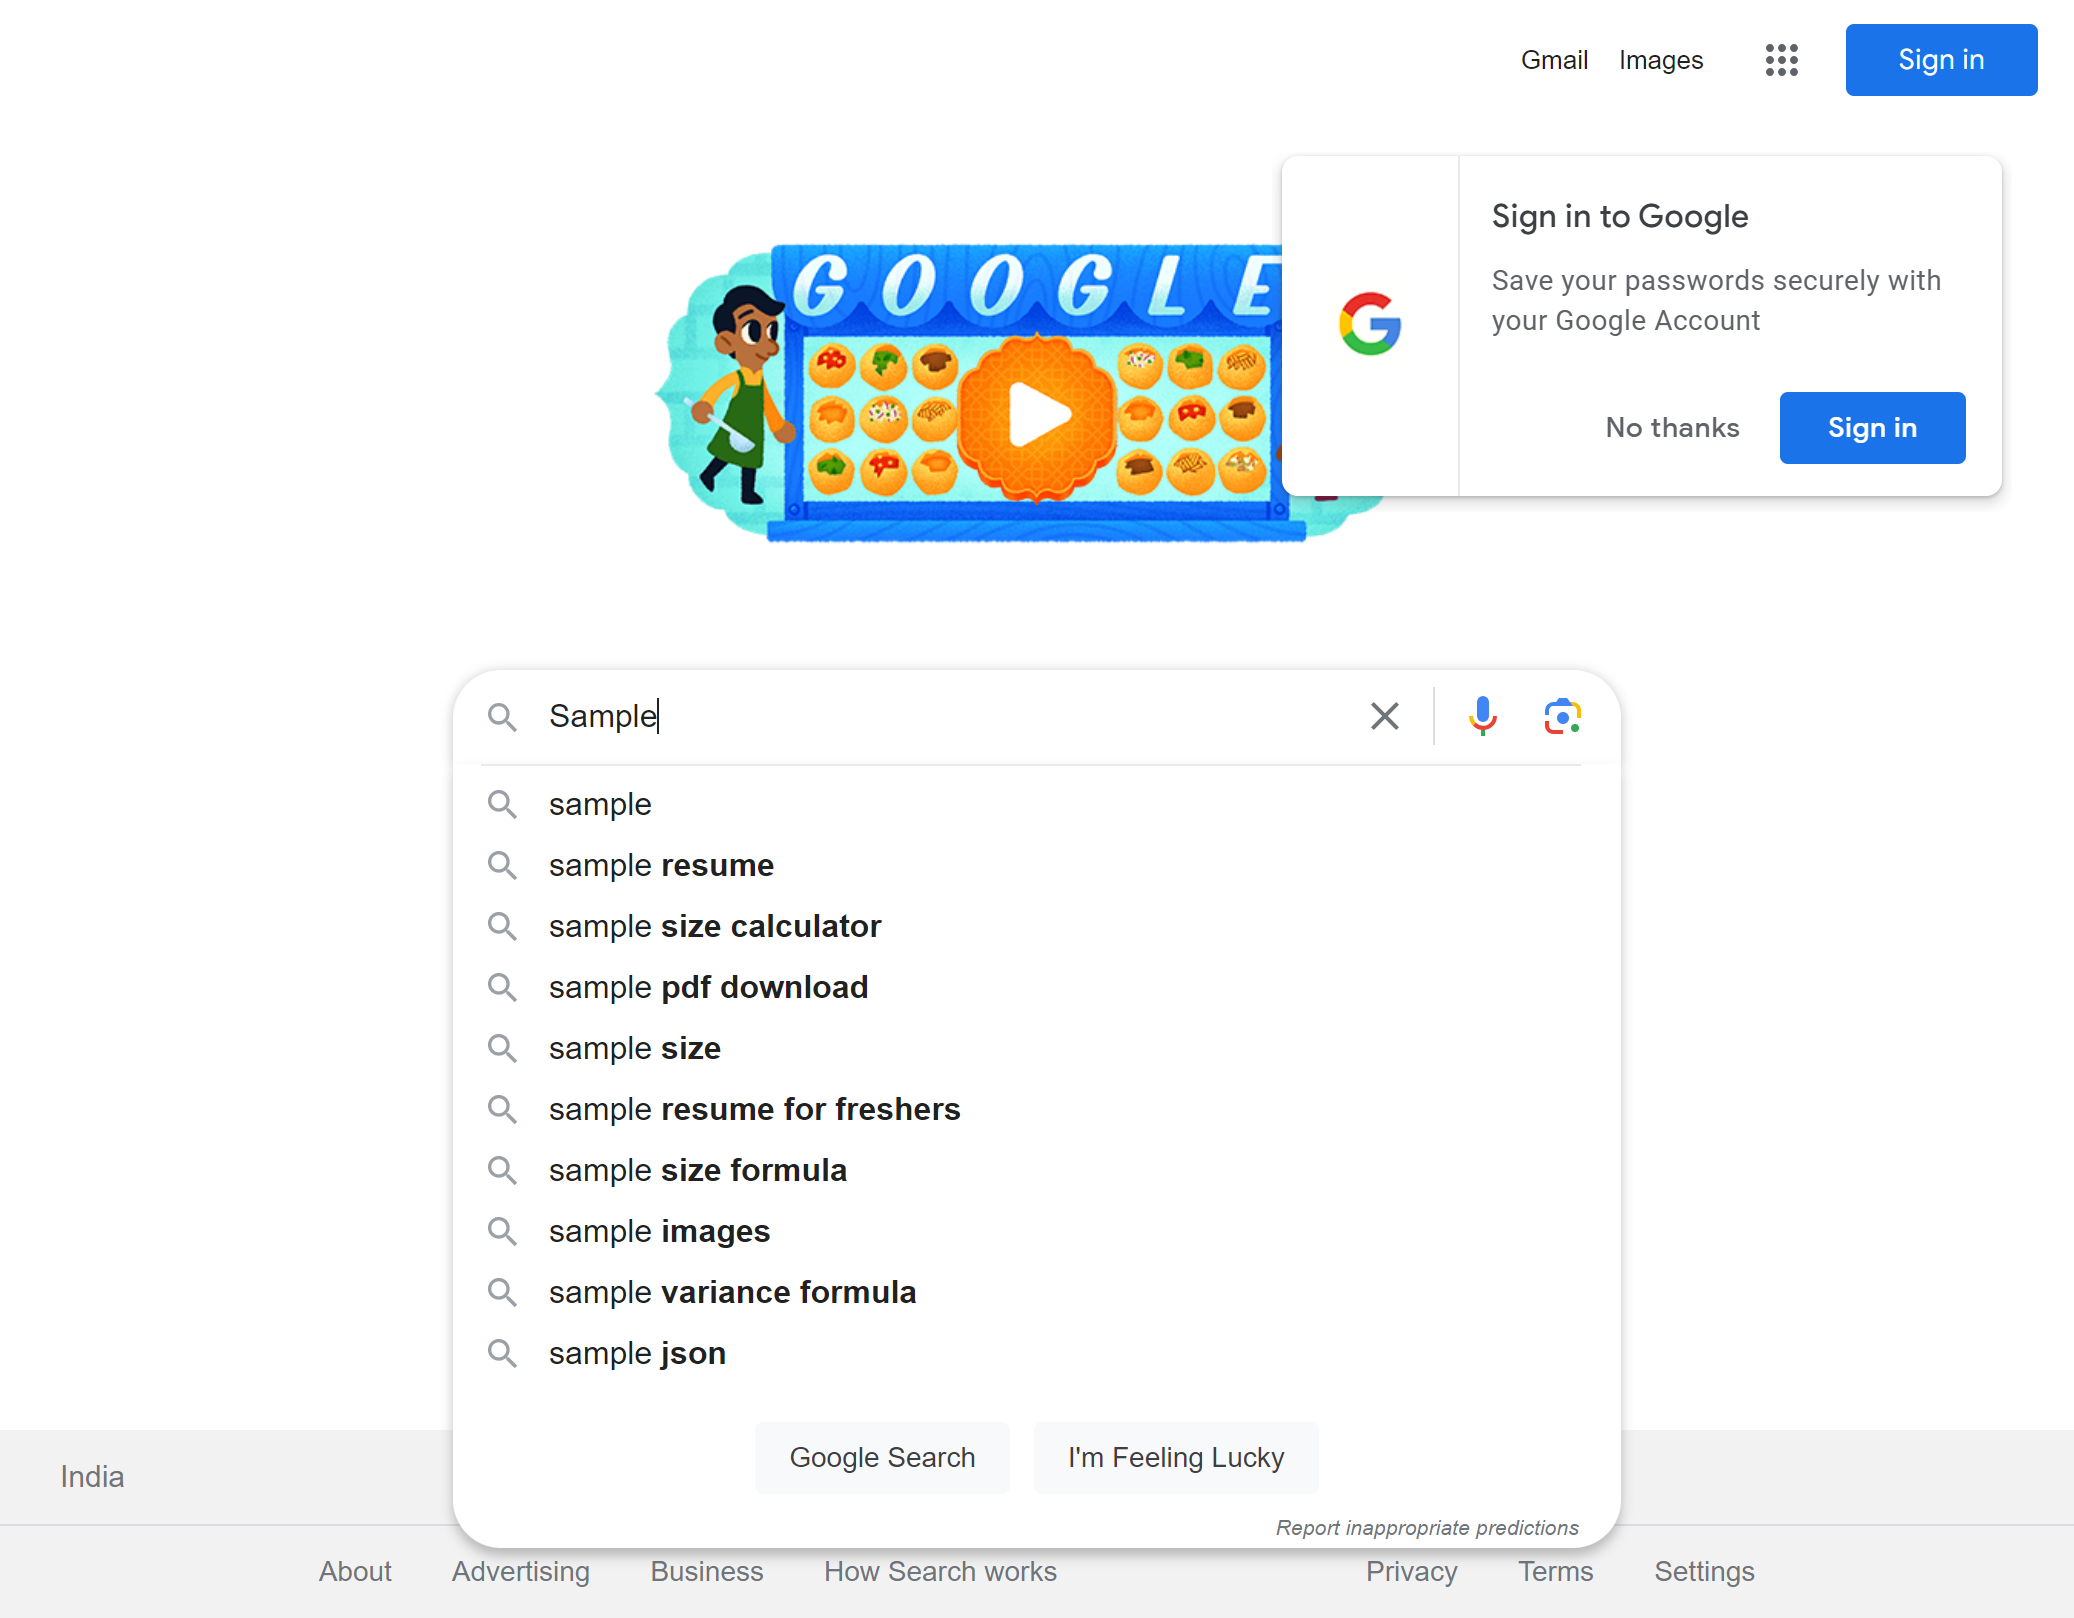 Gmail Images Sign in
Sign in to Google
Save your passwords securely with
your Google Account
No thanks Sign in
GOOGLE
Sample
sample
sample resume
sample size calculator
sample pdf download
sample size
sample resume for freshers
sample size formula
sample images
sample variance formula
sample json
Google Search I'm Feeling Lucky
Report inappropriate predictions
India
About Advertising Business How Search works Privacy Terms Settings